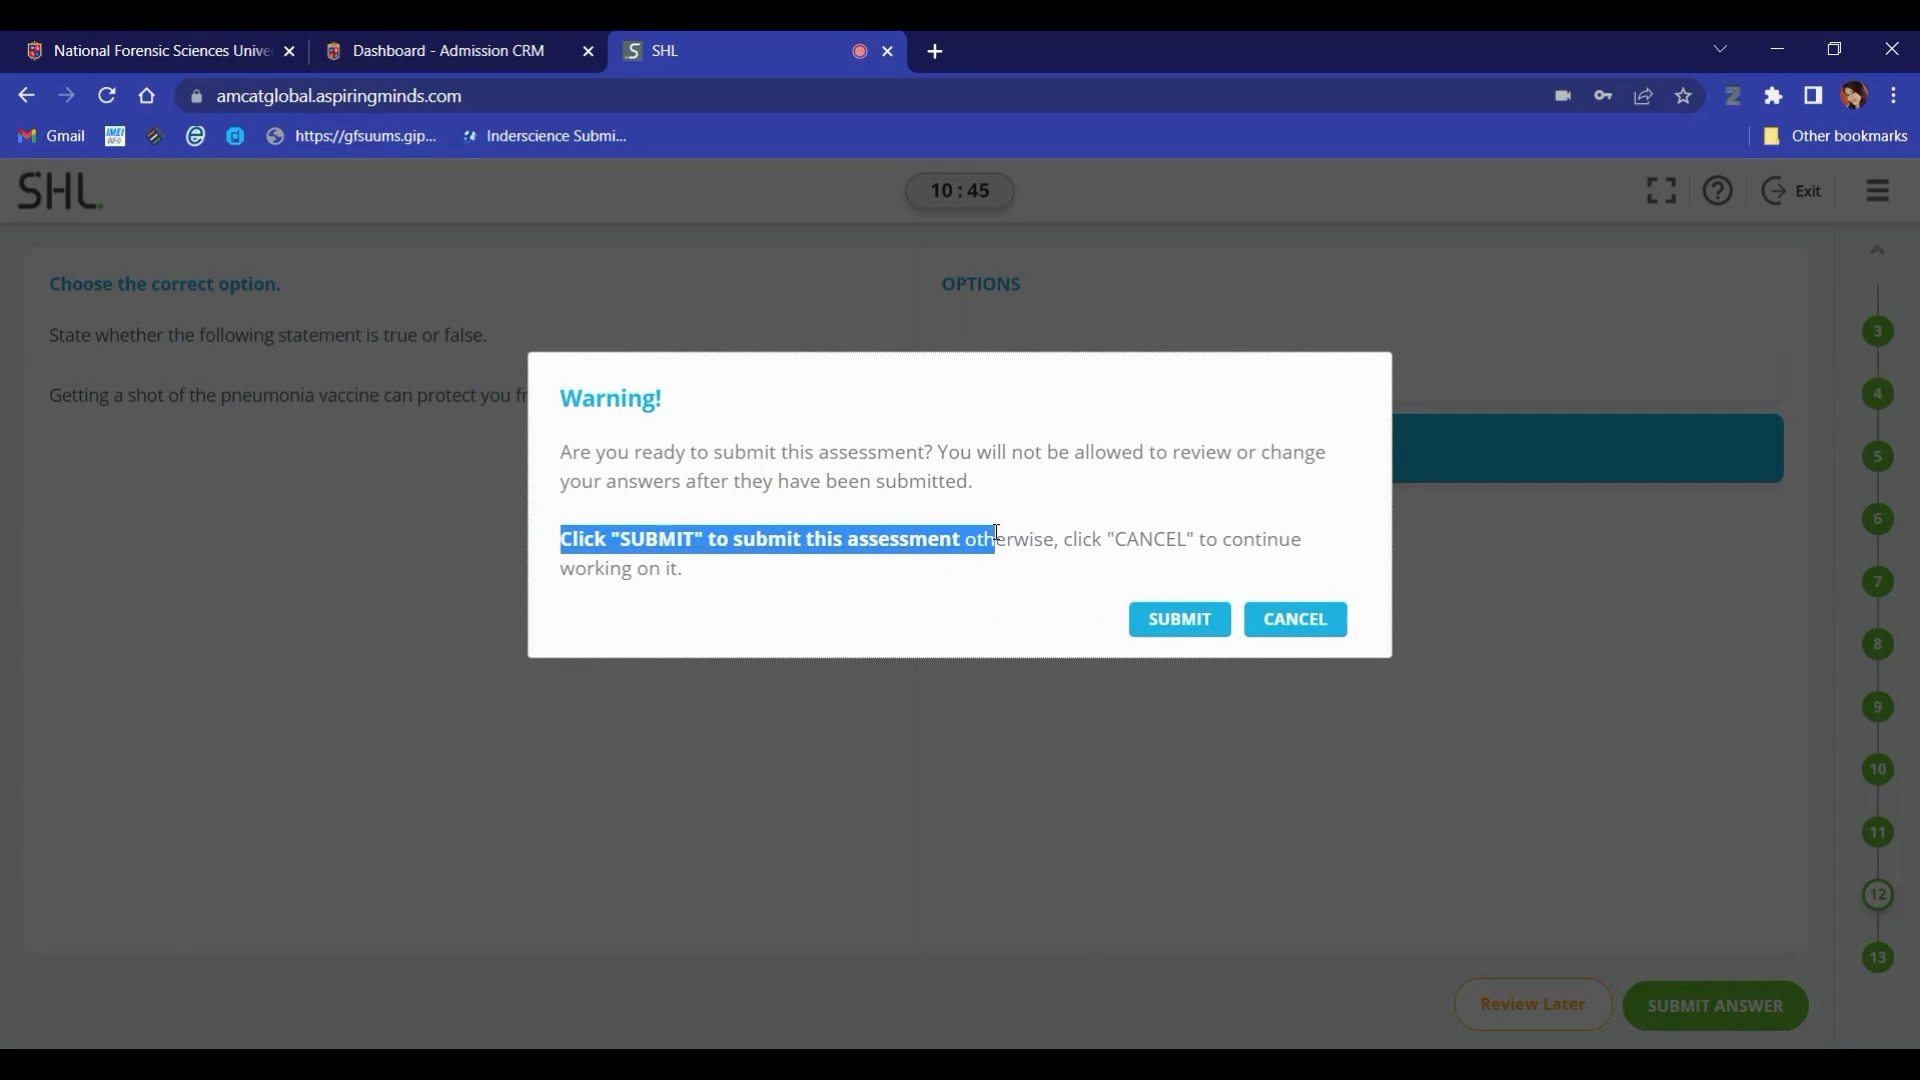 National Forensic Sciences Unive
Dashboard - Admission CRM
SHL
amcatglobal.aspiringminds.com
Gmail
IMEI
INFO
https://gfsuums.gip...
Inderscience Submi...
Other bookmarks
SHL.
10 : 45
Exit
Choose the correct option.
State whether the following statement is true or false.
Getting a shot of the pneumonia vaccine can protect you fr
OPTIONS
Warning!
Are you ready to submit this assessment? You will not be allowed to review or change
your answers after they have been submitted.
Click "SUBMIT" to submit this assessment otherwise, click "CANCEL" to continue
working on it.
SUBMIT
CANCEL
3
4
5
6
7
8
9
10
11
12
13
Review Later
SUBMIT ANSWER